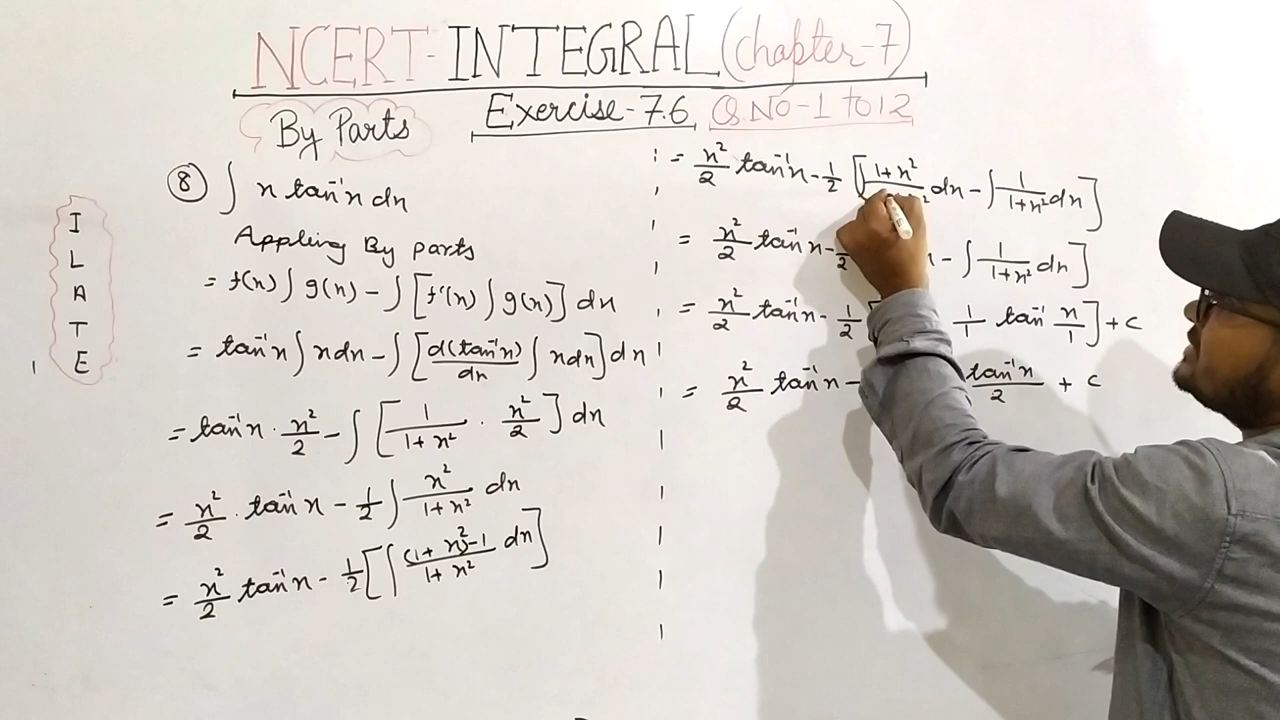 NCERT-INTEGRAL (chapter-7)
By Parts Exercise-7.6 Q.NO-1 to 12
I
L
A
T
E
⑧ ∫ x tan⁻¹x dx
Appling By parts
= f(x) ∫ g(x) - ∫ [f'(x) ∫ g(x)] dx
= tan⁻¹x ∫ x dx - ∫ [d(tan⁻¹x)/dx ∫ x dx] dx
= tan⁻¹x · x²/2 - ∫ [1/(1+x²) · x²/2] dx
= x²/2 · tan⁻¹x - 1/2 ∫ x²/(1+x²) dx
= x²/2 tan⁻¹x - 1/2 [∫ ((1+x²)-1)/(1+x²) dx]
= x²/2 tan⁻¹x - 1/2 [∫ (1+x²)/ dx - ∫ 1/(1+x²) dx]
= x²/2 tan⁻¹x - 1/2 - ∫ 1/(1+x²) dx]
= x²/2 tan⁻¹x - 1/2 [ 1/1 tan⁻¹ x/1] + c
= x²/2 tan⁻¹x - tan⁻¹x/2 + c